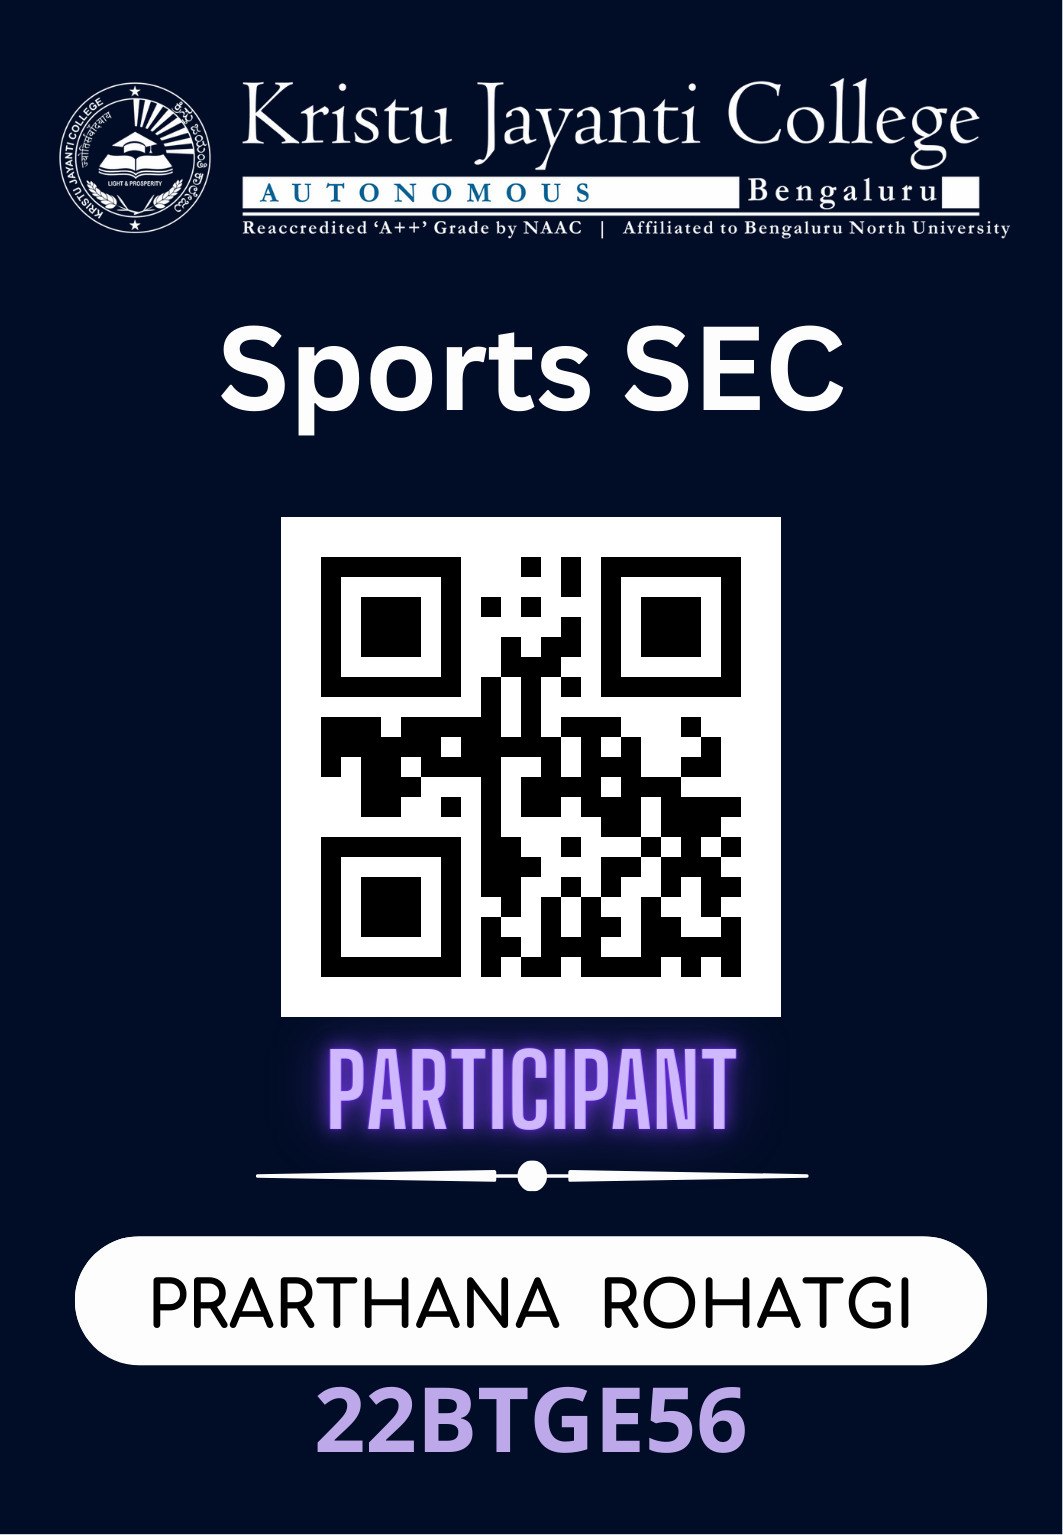 KRISTU JAYANTI COLLEGE
ज्योतिसंवादयाय
LIGHT & PROSPERITY
Kristu Jayanti College
AUTONOMOUS Bengaluru
Reaccredited ‘A++’ Grade by NAAC | Affiliated to Bengaluru North University
Sports SEC
PARTICIPANT
PRARTHANA ROHATGI
22BTGE56